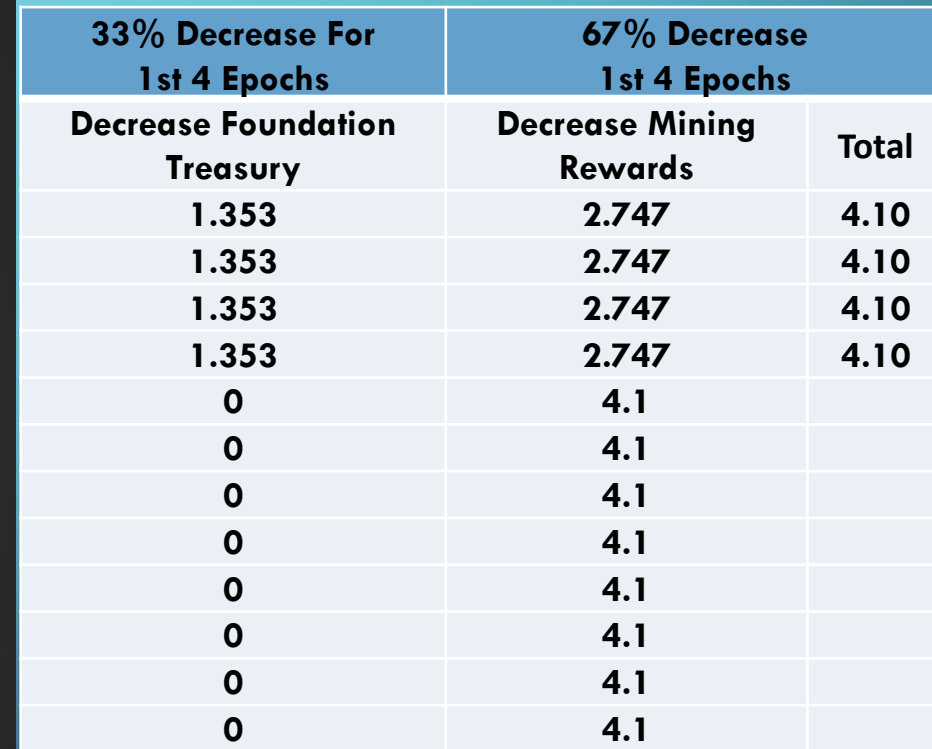 33% Decrease For
1st 4 Epochs
67% Decrease
1st 4 Epochs
Decrease Foundation
Treasury
Decrease Mining
Rewards
Total
1.353 2.747 4.10
1.353 2.747 4.10
1.353 2.747 4.10
1.353 2.747 4.10
0 4.1
0 4.1
0 4.1
0 4.1
0 4.1
0 4.1
0 4.1
0 4.1